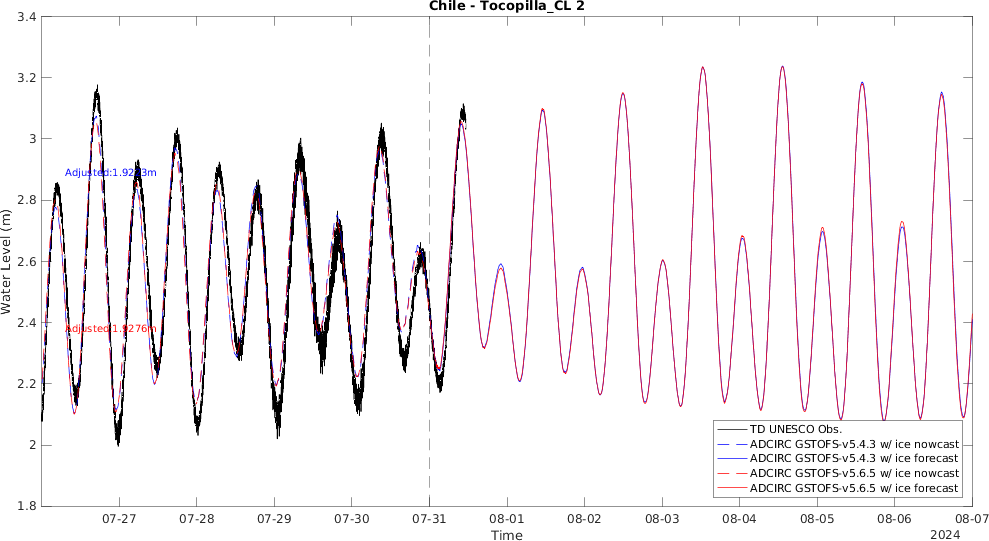 Chile - Tocopilla_CL 2
3.4
3.2
3
2.8
2.6
2.4
2.2
2
1.8
Water Level (m)
Adjusted:1.9276m
TD UNESCO Obs.
ADCIRC GSTOFS-v5.4.3 w/ ice nowcast
ADCIRC GSTOFS-v5.4.3 w/ ice forecast
ADCIRC GSTOFS-v5.6.5 w/ ice nowcast
ADCIRC GSTOFS-v5.6.5 w/ ice forecast
07-27 07-28 07-29 07-30 07-31 08-01 08-02 08-03 08-04 08-05 08-06 08-07
Time
2024